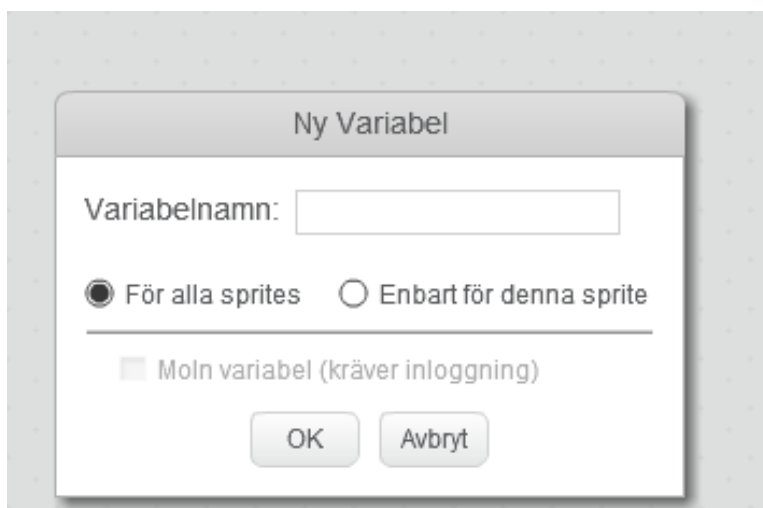 Ny Variabel
Variabelnamn:
För alla sprites Enbart för denna sprite
Moln variabel (kräver inloggning)
OK Avbryt